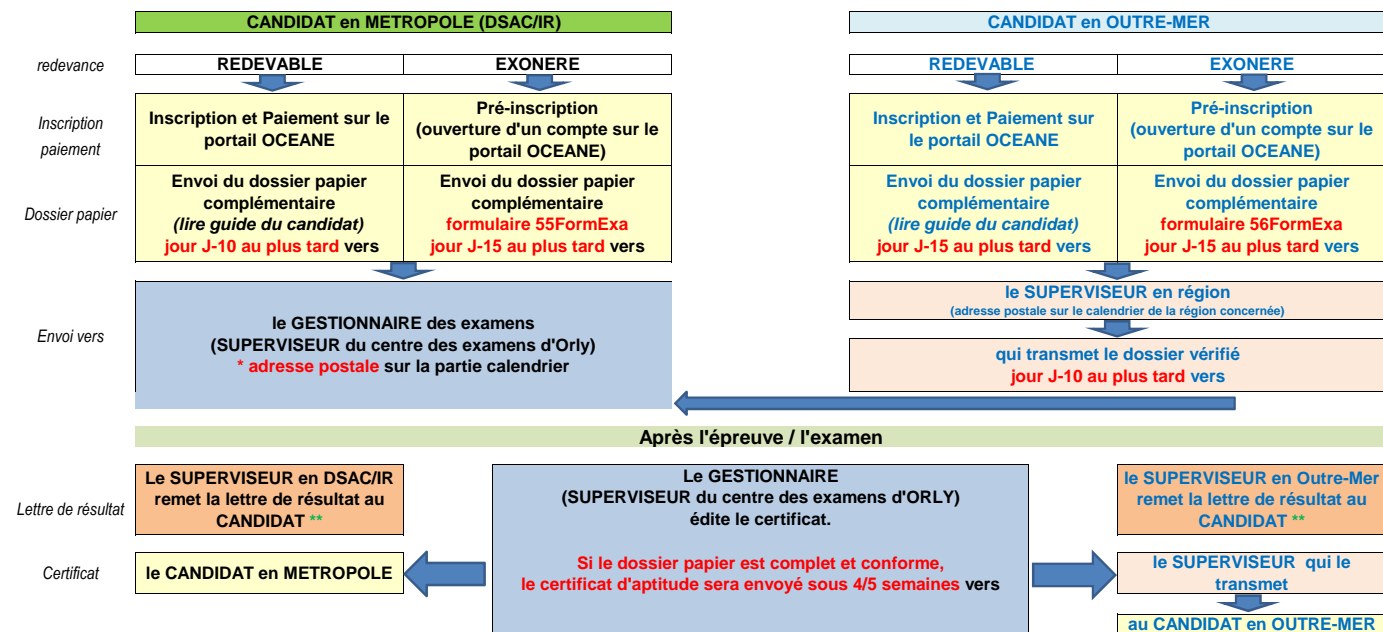 CANDIDAT en METROPOLE (DSAC/IR)
CANDIDAT en OUTRE-MER
redevance
REDEVABLE
EXONERE
REDEVABLE
EXONERE
Inscription
paiement
Inscription et Paiement sur le
portail OCEANE
Pré-inscription
(ouverture d'un compte sur le
portail OCEANE)
Inscription et Paiement sur
le portail OCEANE
Pré-inscription
(ouverture d'un compte sur le
portail OCEANE)
Dossier papier
Envoi du dossier papier
complémentaire
(lire guide du candidat)
jour J-10 au plus tard vers
Envoi du dossier papier
complémentaire
formulaire 55FormExa
jour J-15 au plus tard vers
Envoi du dossier papier
complémentaire
(lire guide du candidat)
jour J-15 au plus tard vers
Envoi du dossier papier
complémentaire
formulaire 56FormExa
jour J-15 au plus tard vers
Envoi vers
le GESTIONNAIRE des examens
(SUPERVISEUR du centre des examens d'Orly)
* adresse postale sur la partie calendrier
le SUPERVISEUR en région
(adresse postale sur le calendrier de la région concernée)
qui transmet le dossier vérifié
jour J-10 au plus tard vers
Après l'épreuve / l'examen
Lettre de résultat
Le SUPERVISEUR en DSAC/IR
remet la lettre de résultat au
CANDIDAT **
Le GESTIONNAIRE
(SUPERVISEUR du centre des examens d'ORLY)
édite le certificat.
le SUPERVISEUR en Outre-Mer
remet la lettre de résultat au
CANDIDAT **
Certificat
le CANDIDAT en METROPOLE
Si le dossier papier est complet et conforme,
le certificat d'aptitude sera envoyé sous 4/5 semaines vers
le SUPERVISEUR qui le
transmet
au CANDIDAT en OUTRE-MER